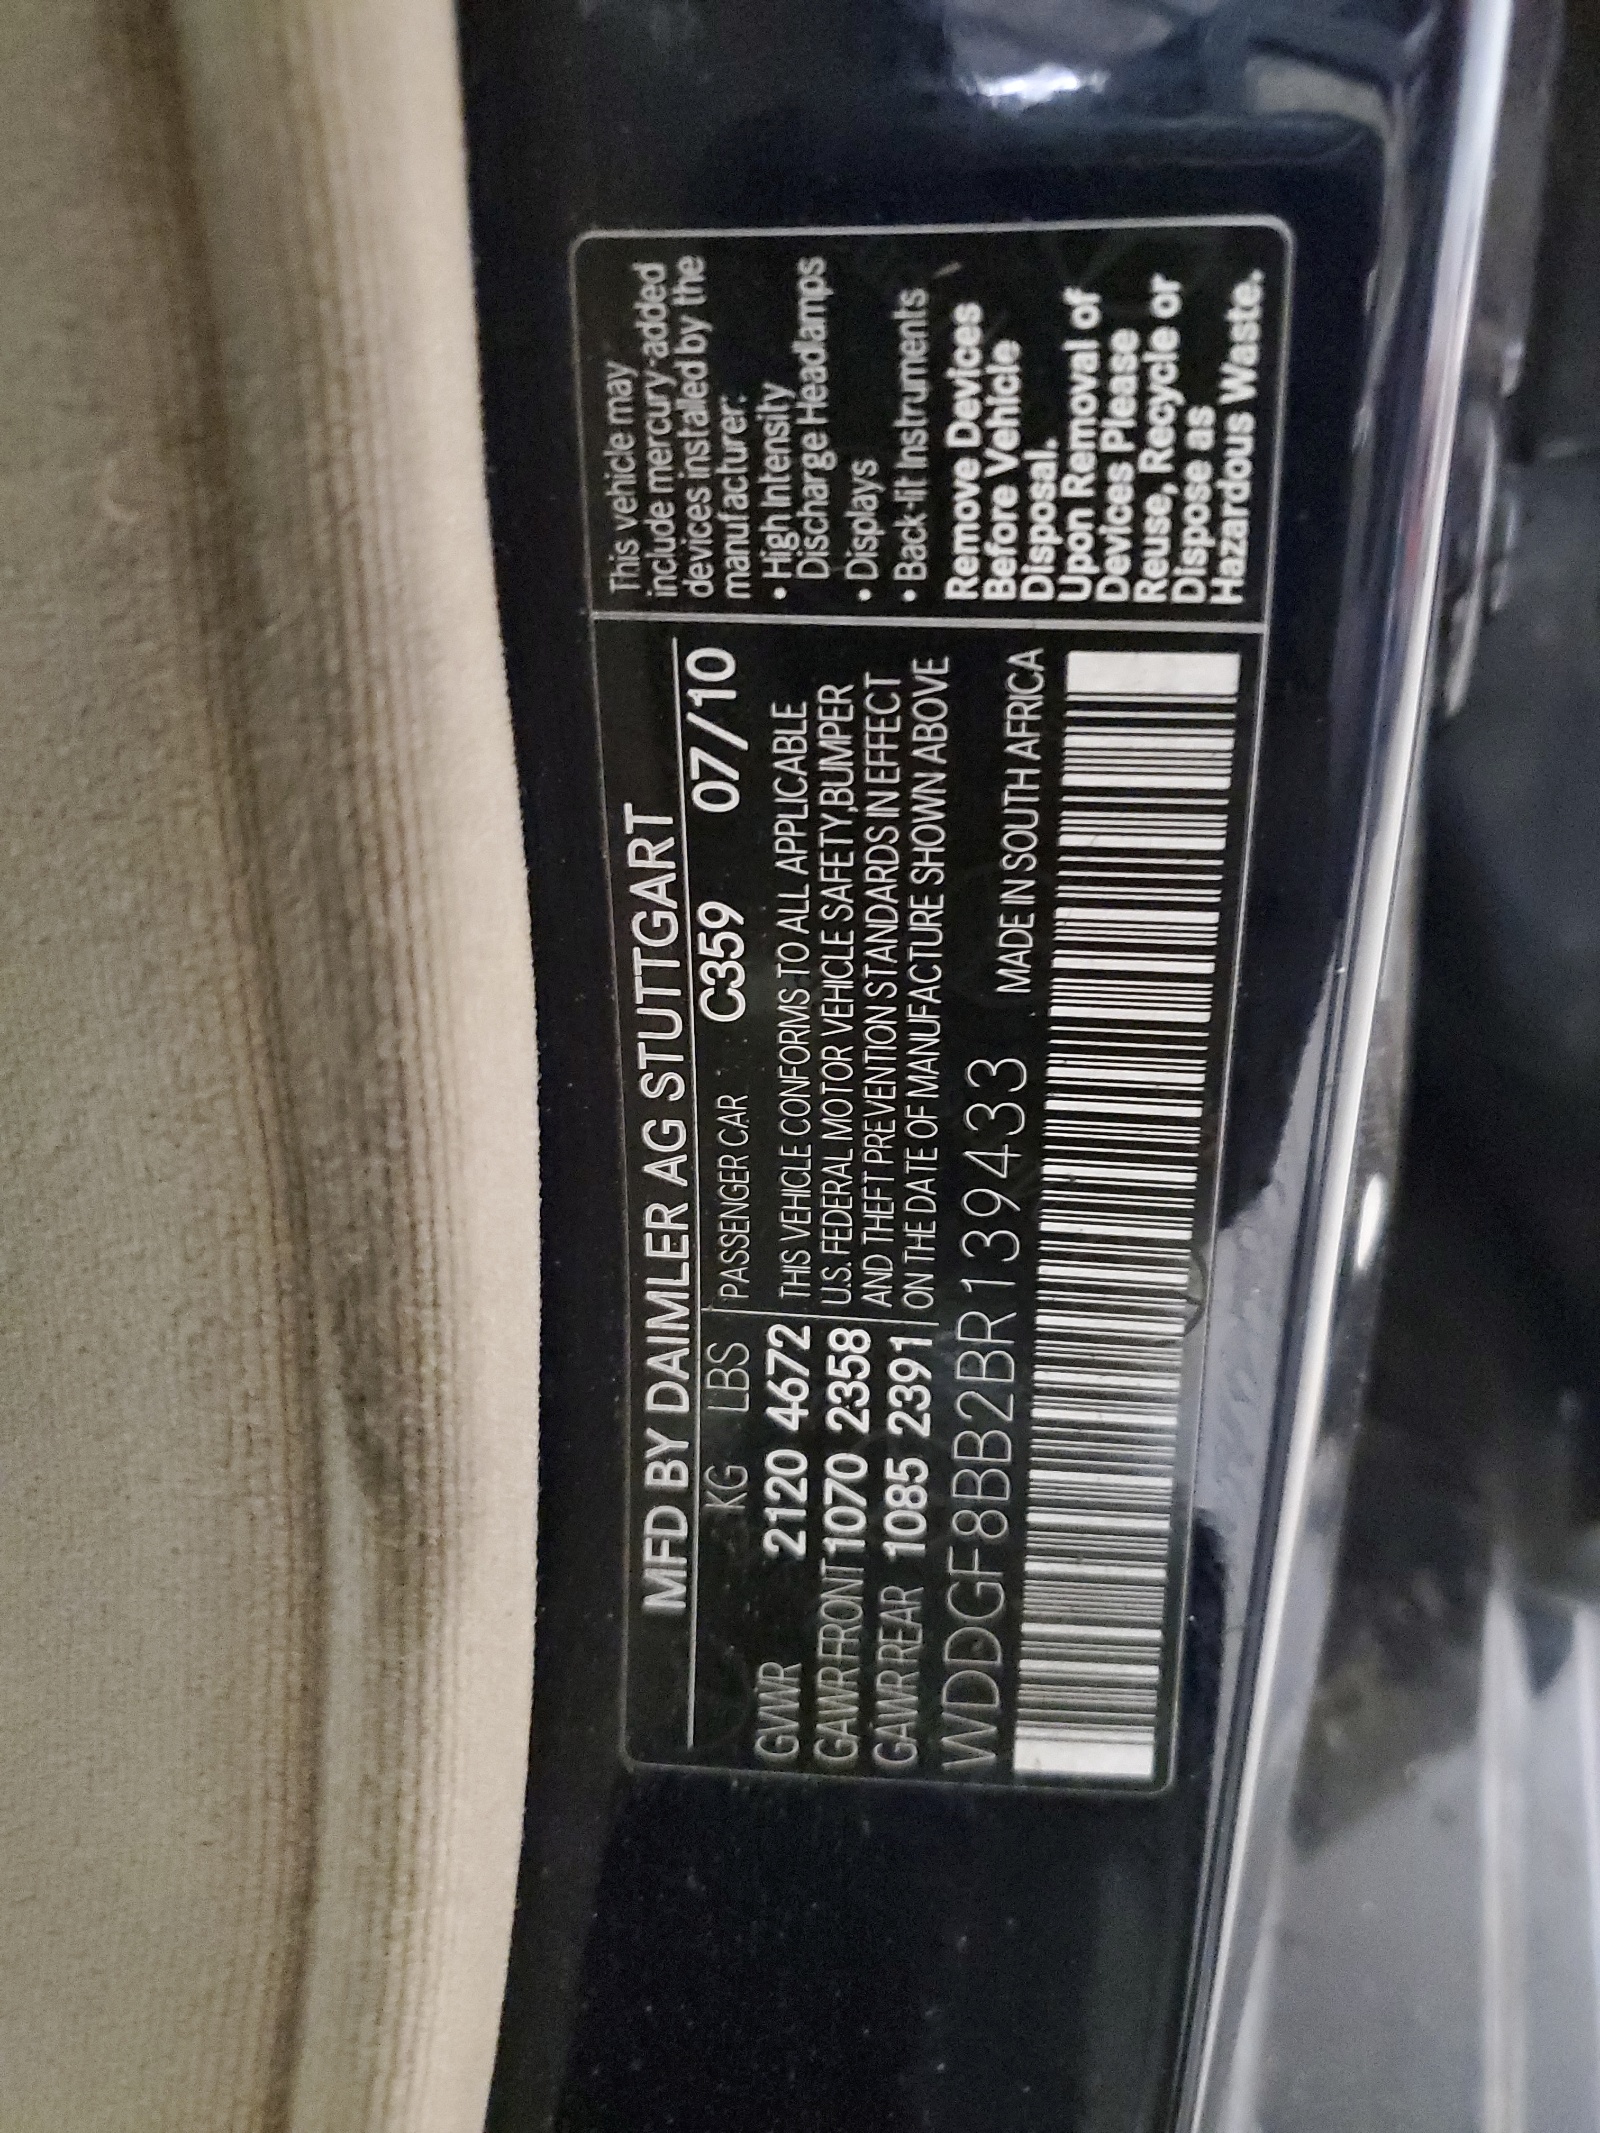 MFD BY DAIMLER AG STUTTGART
KG LBS PASSENGER CAR C359 07/10
GVWR 2120 4672
GAWR FRONT 1070 2358
GAWR REAR 1085 2391
THIS VEHICLE CONFORMS TO ALL APPLICABLE
U.S. FEDERAL MOTOR VEHICLE SAFETY,BUMPER
AND THEFT PREVENTION STANDARDS IN EFFECT
ON THE DATE OF MANUFACTURE SHOWN ABOVE
WDDGF8BB2BR139433 MADE IN SOUTH AFRICA
This vehicle may
include mercury-added
devices installed by the
manufacturer:
• High Intensity
Discharge Headlamps
• Displays
• Back-lit Instruments
Remove Devices
Before Vehicle
Disposal.
Upon Removal of
Devices Please
Reuse, Recycle or
Dispose as
Hazardous Waste.